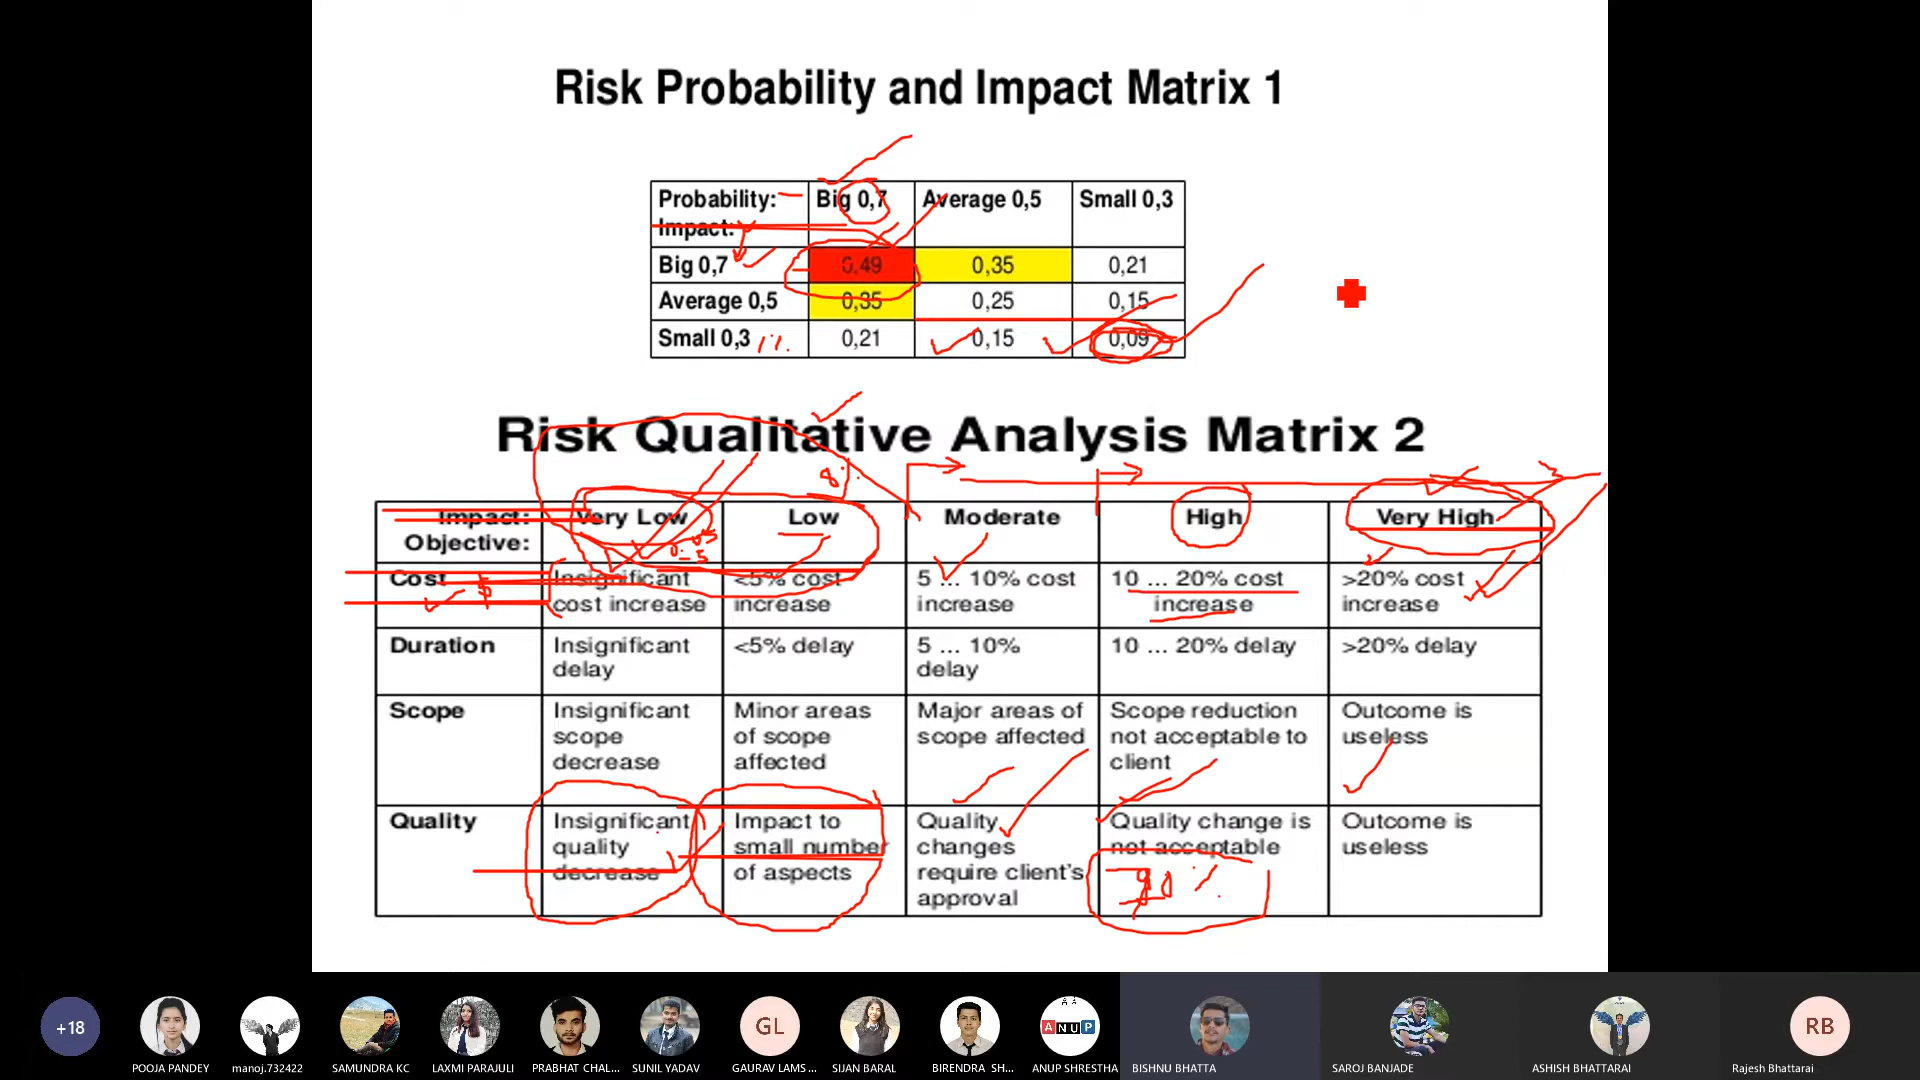 Risk Probability and Impact Matrix 1
Probability: Big 0,7 Average 0,5 Small 0,3
Impact:
Big 0,7 0,49 0,35 0,21
Average 0,5 0,35 0,25 0,15
Small 0,3 0,21 0,15 0,09
Risk Qualitative Analysis Matrix 2
Impact: Very Low Low Moderate High Very High
Objective:
Cost Insignificant <5% cost 5 ... 10% cost 10 ... 20% cost >20% cost
$ cost increase increase increase increase increase
Duration Insignificant <5% delay 5 ... 10% 10 ... 20% delay >20% delay
delay delay
Scope Insignificant Minor areas Major areas of Scope reduction Outcome is
scope of scope scope affected not acceptable to useless
decrease affected client
Quality Insignificant Impact to Quality Quality change is Outcome is
quality small number changes not acceptable useless
decrease of aspects require client's
approval
+18 GL ANUP RB
POOJA PANDEY manoj.732422 SAMUNDRA KC LAXMI PARAJULI PRABHAT CHAL... SUNIL YADAV GAURAV LAMS... SIJAN BARAL BIRENDRA SH... ANUP SHRESTHA BISHNU BHATTA SAROJ BANJADE ASHISH BHATTARAI Rajesh Bhattarai